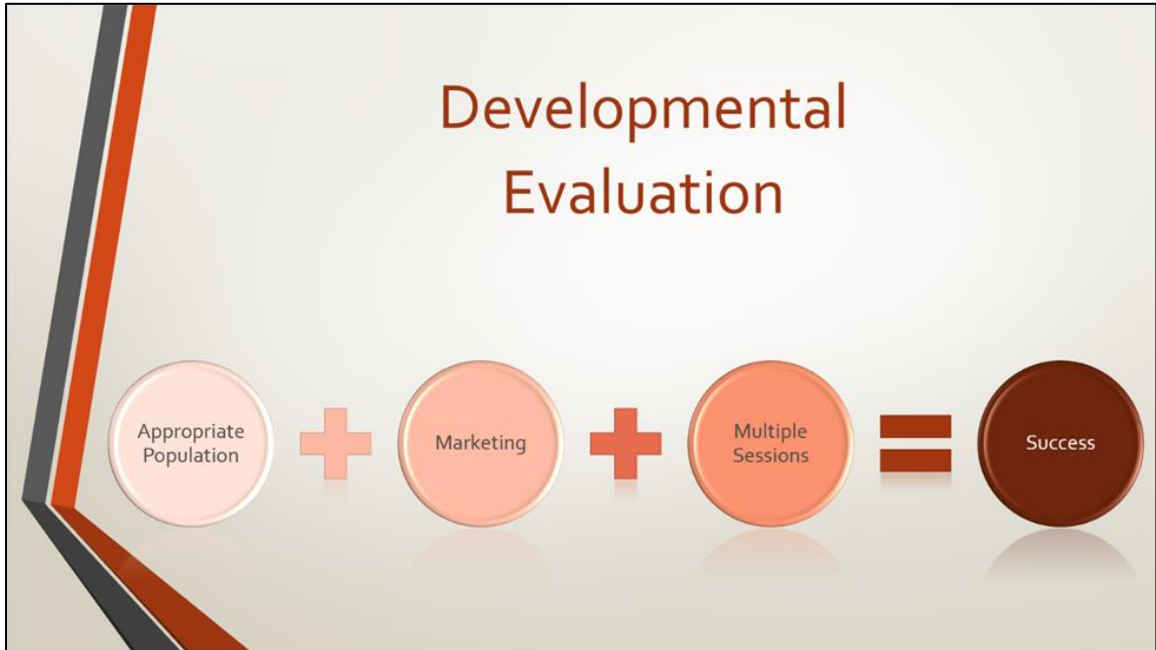 Developmental
Evaluation
Appropriate
Population
Marketing
Multiple
Sessions
Success